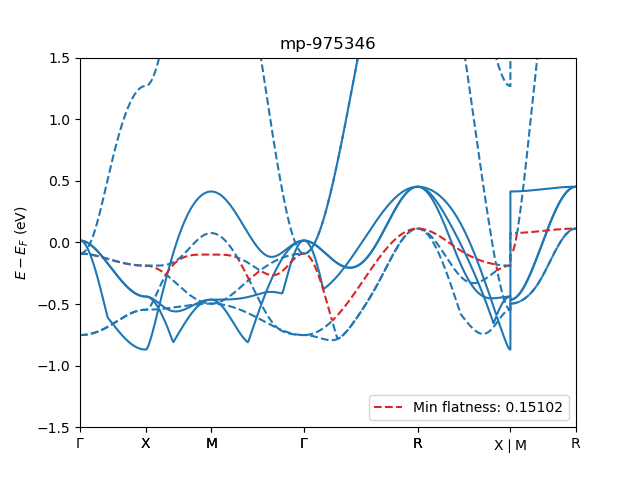 mp-975346
E − E_F (eV)
1.5
1.0
0.5
0.0
−0.5
−1.0
−1.5
Min flatness: 0.15102
Γ X M Γ R X | M R